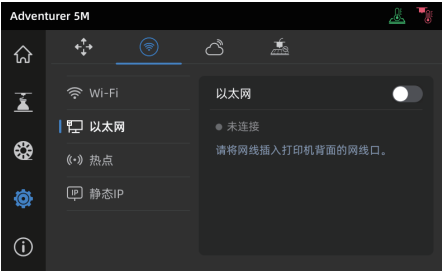 Adventurer 5M
Wi-Fi
以太网
热点
IP 静态IP
以太网
未连接
请将网线插入打印机背面的网线口。